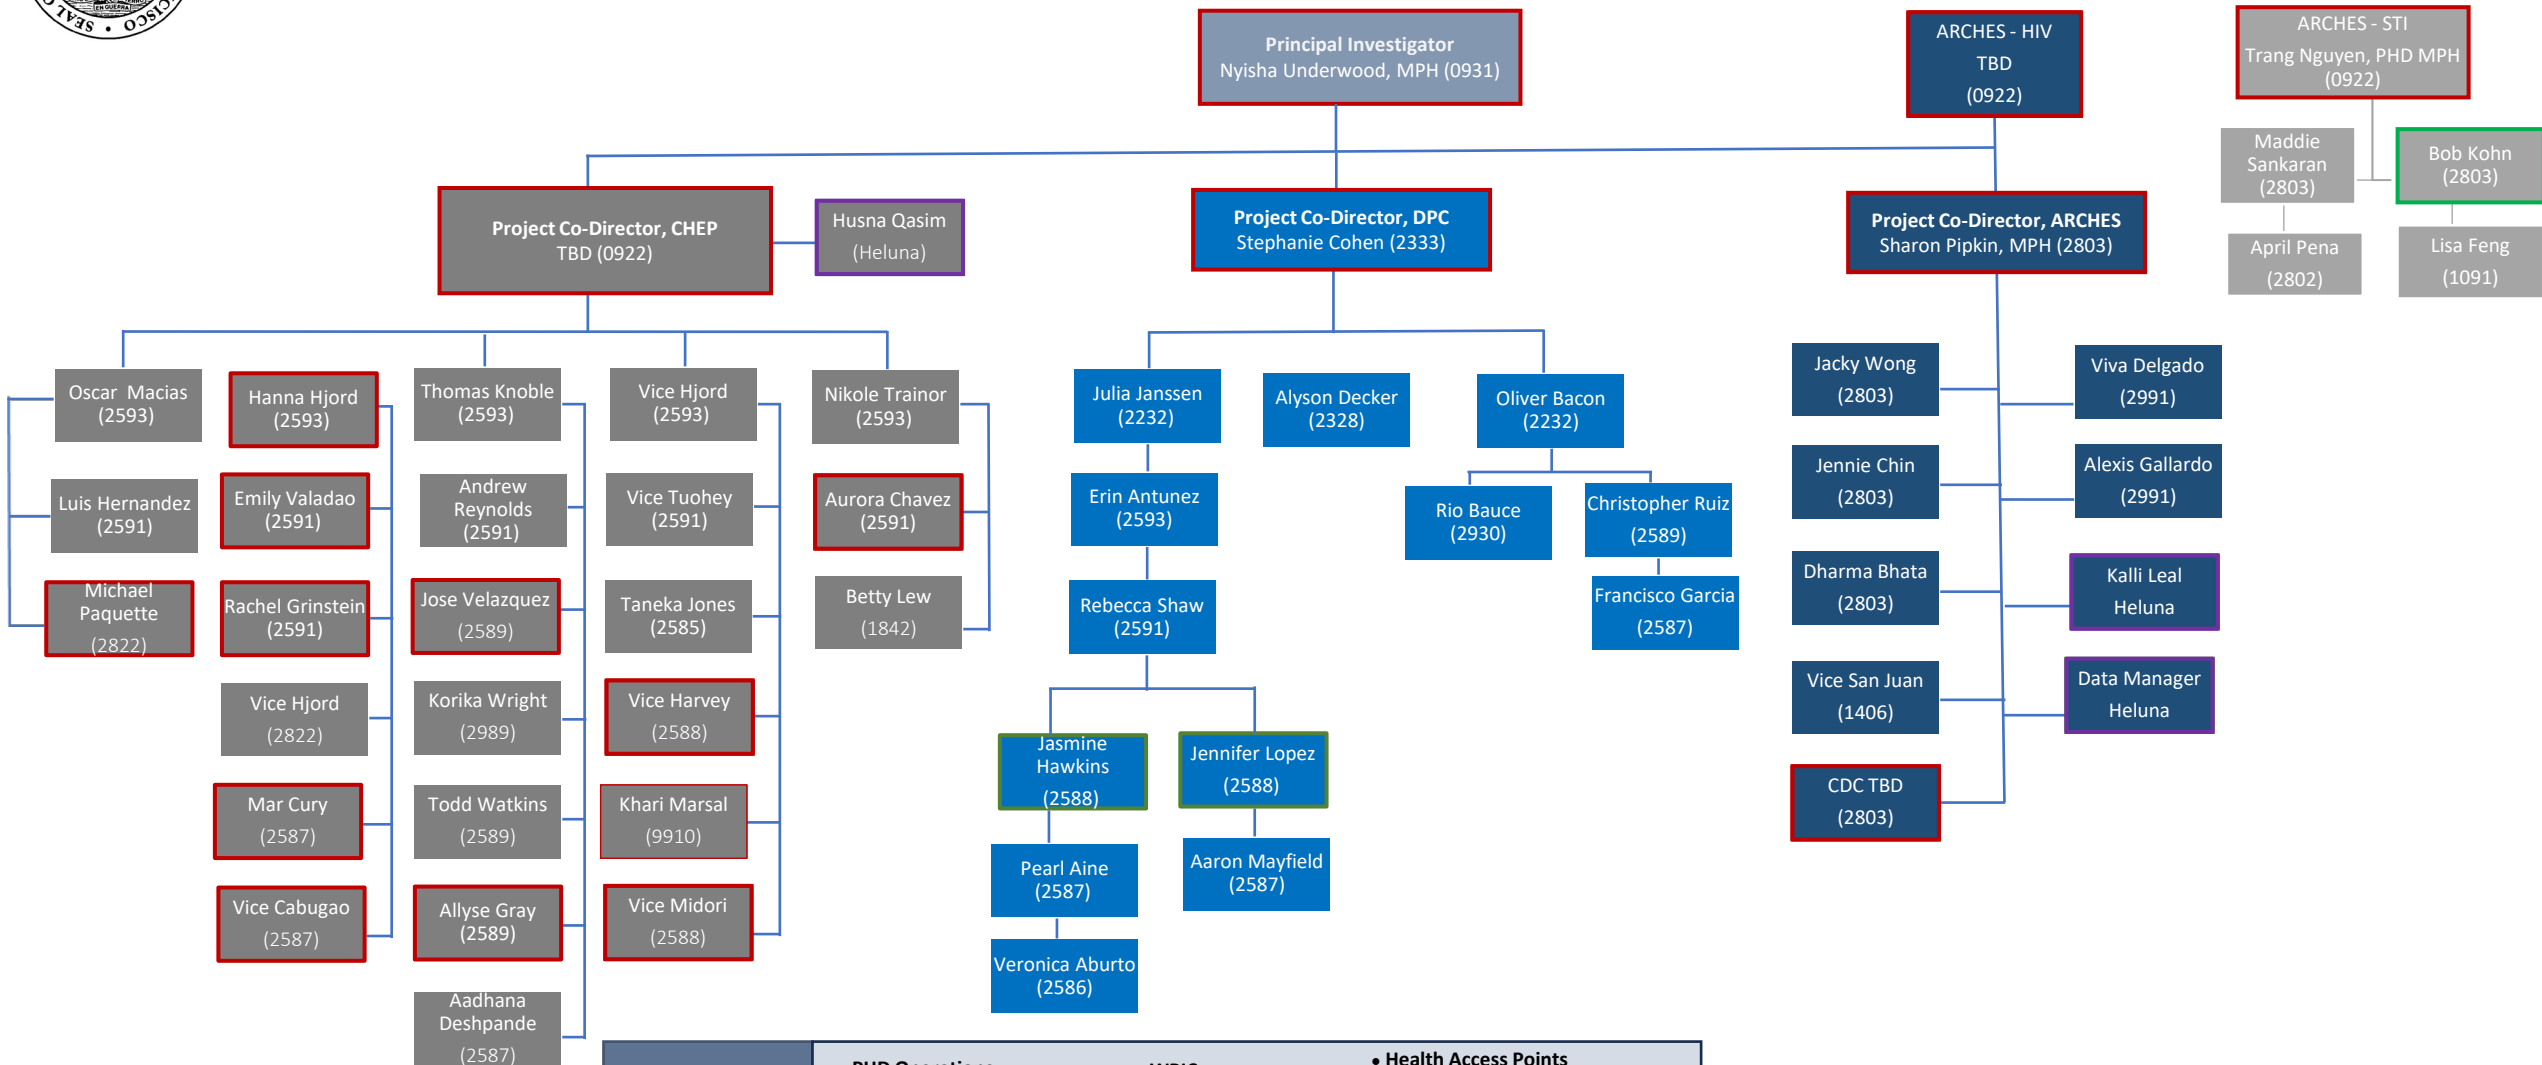 SEAL O
CISCO
EN GUERRA
Principal Investigator
Nyisha Underwood, MPH (0931)
ARCHES - HIV
TBD
(0922)
ARCHES - STI
Trang Nguyen, PHD MPH
(0922)
Maddie
Sankaran
(2803)
Bob Kohn
(2803)
April Pena
(2802)
Lisa Feng
(1091)
Project Co-Director, CHEP
TBD (0922)
Husna Qasim
(Heluna)
Project Co-Director, DPC
Stephanie Cohen (2333)
Project Co-Director, ARCHES
Sharon Pipkin, MPH (2803)
Oscar Macias
(2593)
Luis Hernandez
(2591)
Michael
Paquette
(2822)
Hanna Hjord
(2593)
Emily Valadao
(2591)
Rachel Grinstein
(2591)
Vice Hjord
(2822)
Mar Cury
(2587)
Vice Cabugao
(2587)
Thomas Knoble
(2593)
Andrew
Reynolds
(2591)
Jose Velazquez
(2589)
Korika Wright
(2989)
Todd Watkins
(2589)
Allyse Gray
(2589)
Aadhana
Deshpande
(2587)
Vice Hjord
(2593)
Vice Tuohey
(2591)
Taneka Jones
(2585)
Vice Harvey
(2588)
Khari Marsal
(9910)
Vice Midori
(2588)
Nikole Trainor
(2593)
Aurora Chavez
(2591)
Betty Lew
(1842)
Julia Janssen
(2232)
Erin Antunez
(2593)
Rebecca Shaw
(2591)
Jasmine
Hawkins
(2588)
Pearl Aine
(2587)
Veronica Aburto
(2586)
Jennifer Lopez
(2588)
Aaron Mayfield
(2587)
Alyson Decker
(2328)
Oliver Bacon
(2232)
Rio Bauce
(2930)
Christopher Ruiz
(2589)
Francisco Garcia
(2587)
Jacky Wong
(2803)
Jennie Chin
(2803)
Dharma Bhata
(2803)
Vice San Juan
(1406)
CDC TBD
(2803)
Viva Delgado
(2991)
Alexis Gallardo
(2991)
Kalli Leal
Heluna
Data Manager
Heluna
PHD Operations
• Health Access Points